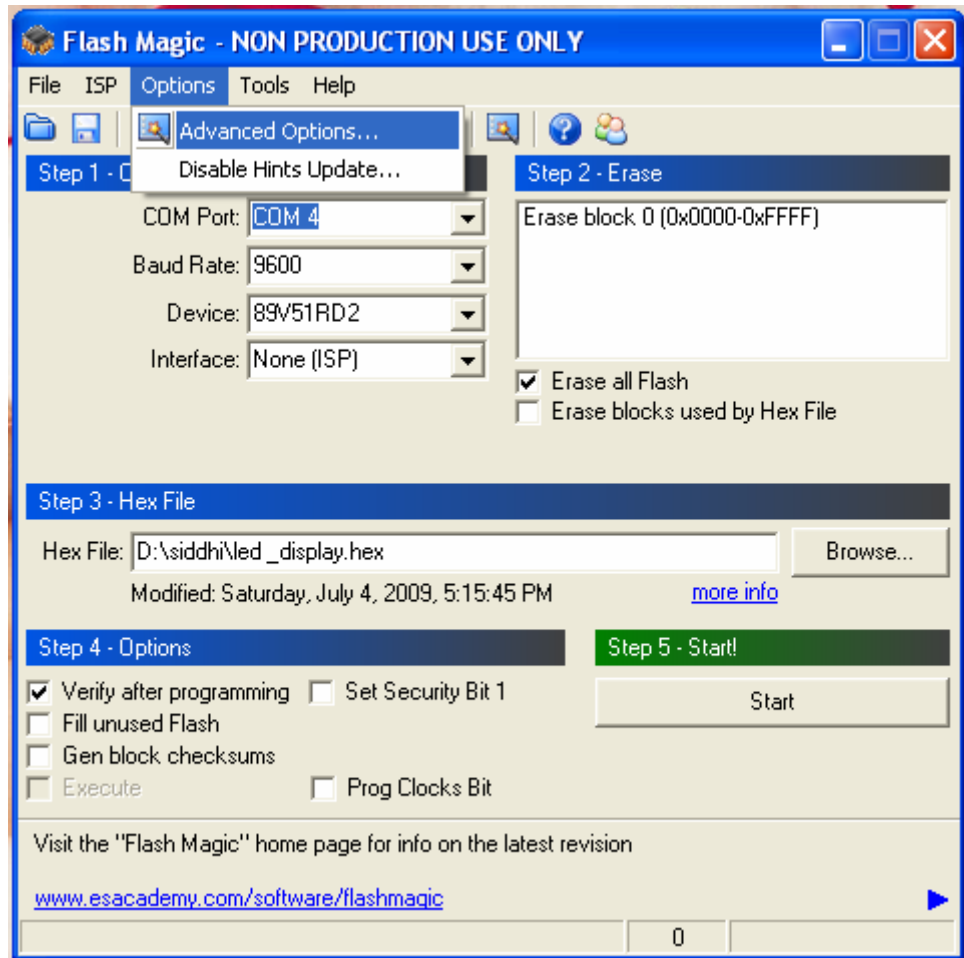 Flash Magic - NON PRODUCTION USE ONLY
File ISP Options Tools Help
Advanced Options...
Disable Hints Update...
Step 1 - C
COM Port: COM 4
Baud Rate: 9600
Device: 89V51RD2
Interface: None (ISP)
Step 2 - Erase
Erase block 0 (0x0000-0xFFFF)
Erase all Flash
Erase blocks used by Hex File
Step 3 - Hex File
Hex File: D:\siddhi\led _display.hex Browse...
Modified: Saturday, July 4, 2009, 5:15:45 PM more info
Step 4 - Options
Verify after programming Set Security Bit 1
Fill unused Flash
Gen block checksums
Execute Prog Clocks Bit
Step 5 - Start!
Start
Visit the "Flash Magic" home page for info on the latest revision
www.esacademy.com/software/flashmagic
0